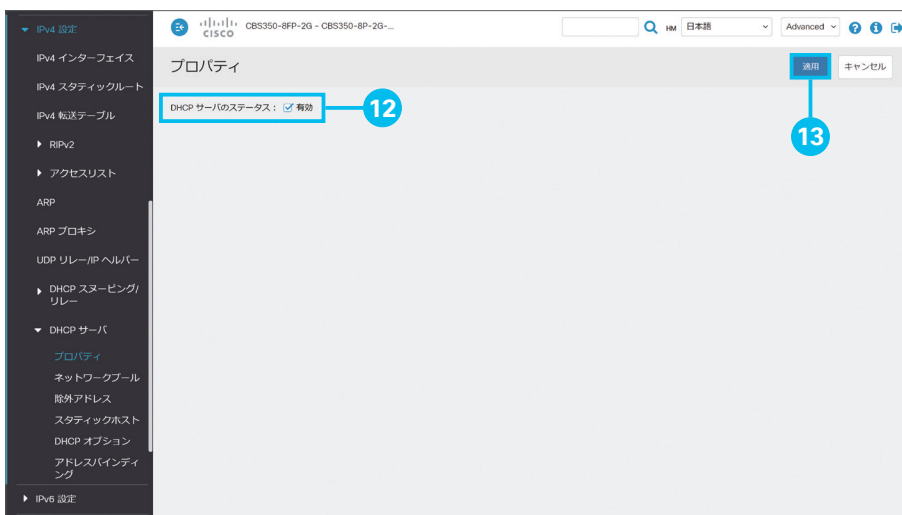 CISCO
CBS350-8FP-2G - CBS350-8P-2G-...
HM 日本語
Advanced
プロパティ
適用
キャンセル
DHCP サーバのステータス： 有効
12
13
IPv4 設定
IPv4 インターフェイス
IPv4 スタティックルート
IPv4 転送テーブル
RIPv2
アクセスリスト
ARP
ARP プロキシ
UDP リレー/IP ヘルパー
DHCP スヌーピング/
リレー
DHCP サーバ
プロパティ
ネットワークプール
除外アドレス
スタティックホスト
DHCP オプション
アドレスバインディ
ング
IPv6 設定